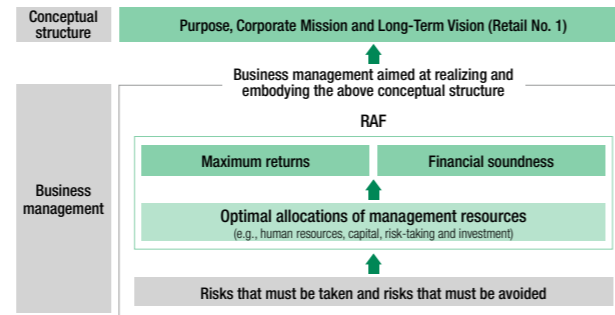 Conceptual
structure
Purpose, Corporate Mission and Long-Term Vision (Retail No. 1)
Business management aimed at realizing and
embodying the above conceptual structure
RAF
Maximum returns
Financial soundness
Business
management
Optimal allocations of management resources
(e.g., human resources, capital, risk-taking and investment)
Risks that must be taken and risks that must be avoided